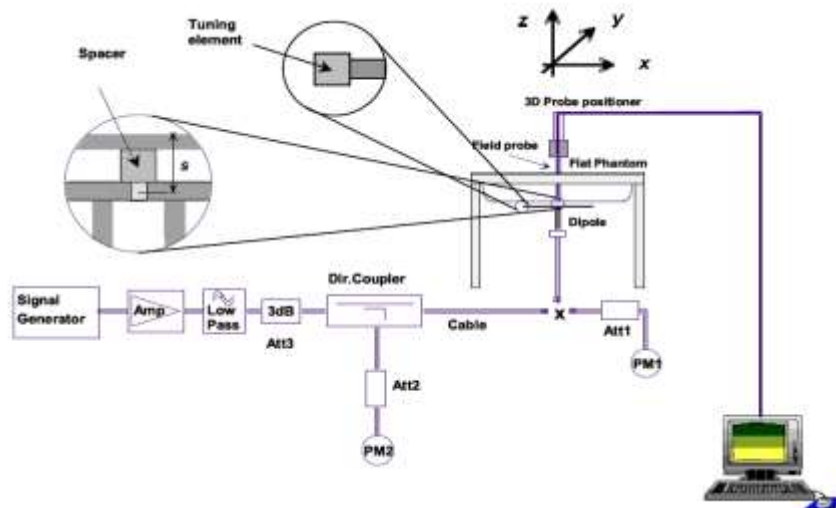 Tuning
element
Spacer
s
z
y
x
3D Probe positioner
Field probe
Flat Phantom
Dipole
Signal
Generator
Amp
Low
Pass
3dB
Att3
Dir.Coupler
Cable
x
Att1
PM1
Att2
PM2